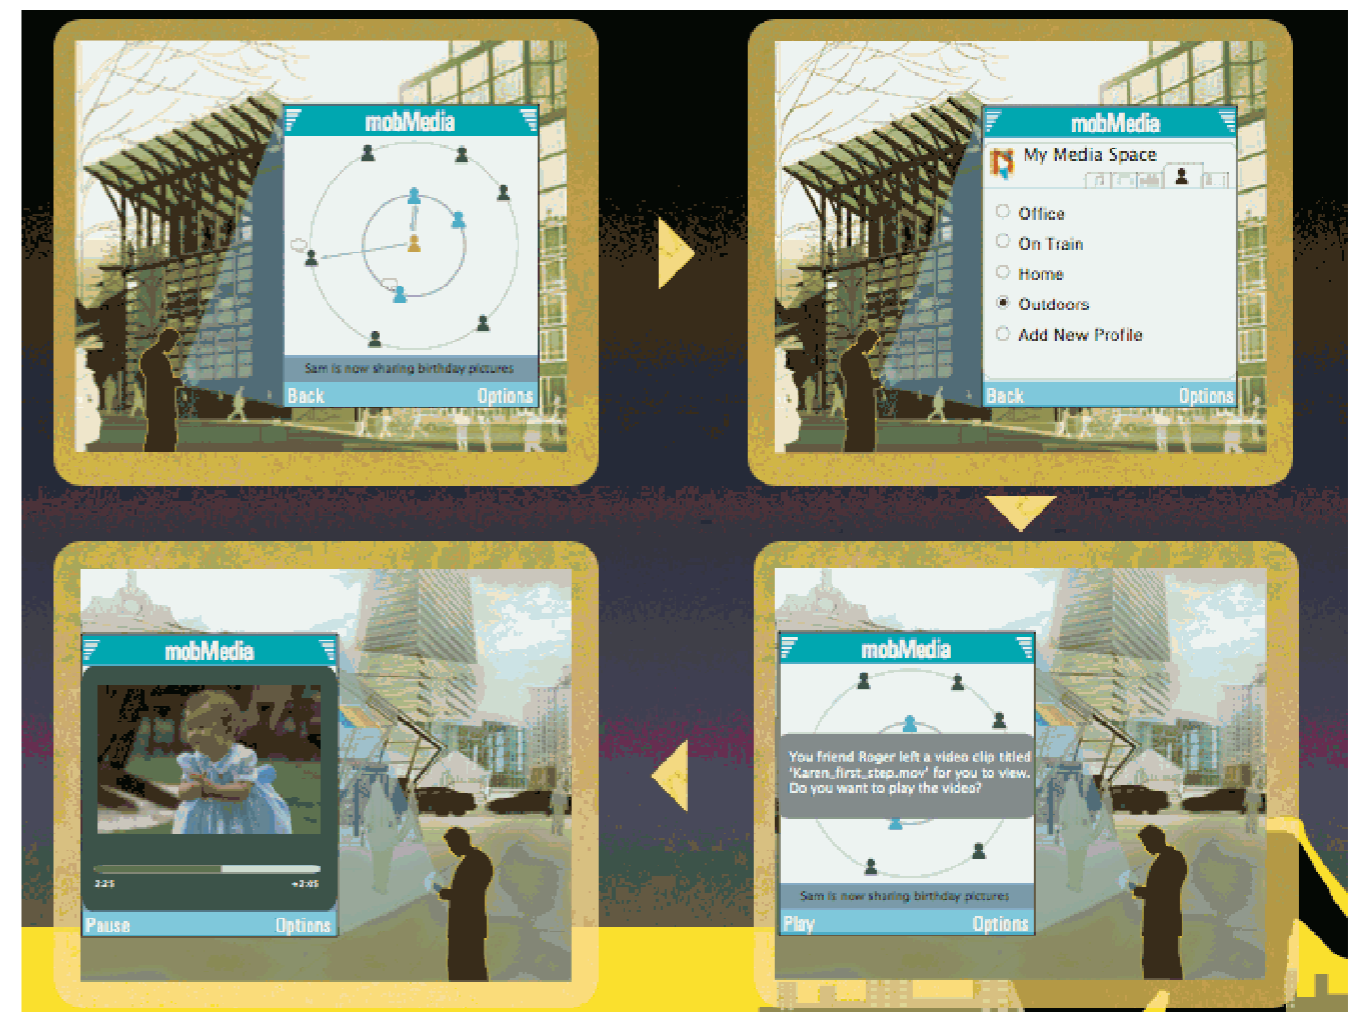 mobMedia
Sam is now sharing birthday pictures
Back Options
mobMedia
My Media Space
Office
On Train
Home
Outdoors
Add New Profile
Back Options
mobMedia
You friend Roger left a video clip titled
'Karen_first_step.mov' for you to view.
Do you want to play the video?
Sam is now sharing birthday pictures
Play Options
mobMedia
2:25 +2:05
Pause Options